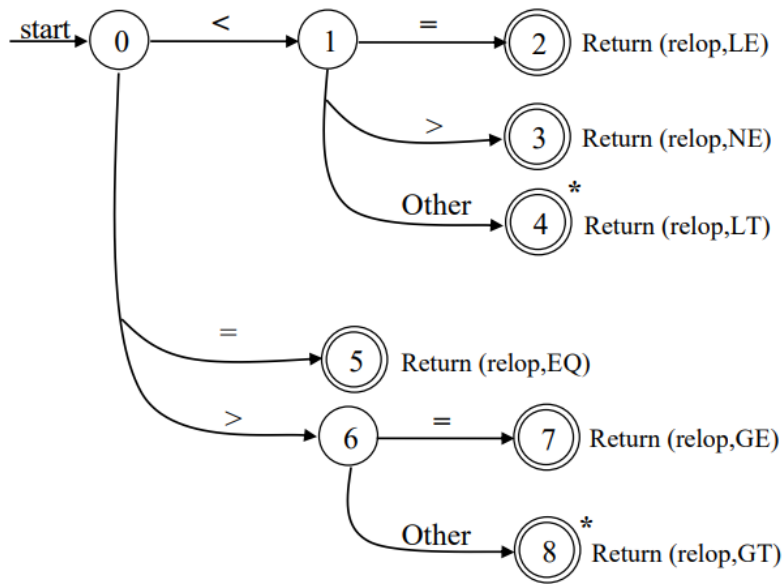 start 0 < 1 = 2 Return (relop,LE)
> 3 Return (relop,NE)
Other 4 * Return (relop,LT)
= 5 Return (relop,EQ)
> 6 = 7 Return (relop,GE)
Other 8 * Return (relop,GT)